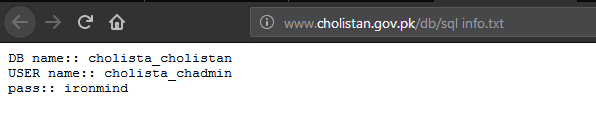 www.cholistan.gov.pk/db/sql info.txt
DB name:: cholista_cholistan
USER name:: cholista_chadmin
pass:: ironmind